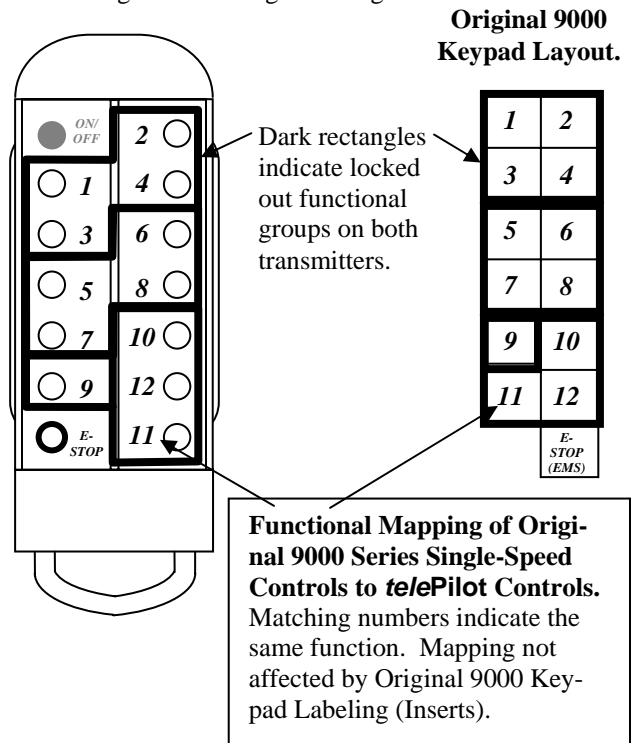 Original 9000
Keypad Layout.
ON/
OFF
2
1
4
3
6
5
8
7
10
9
12
E-
STOP
11
Dark rectangles
indicate locked
out functional
groups on both
transmitters.
1 2
3 4
5 6
7 8
9 10
11 12
E-
STOP
(EMS)
Functional Mapping of Origi-
nal 9000 Series Single-Speed
Controls to telePilot Controls.
Matching numbers indicate the
same function. Mapping not
affected by Original 9000 Key-
pad Labeling (Inserts).